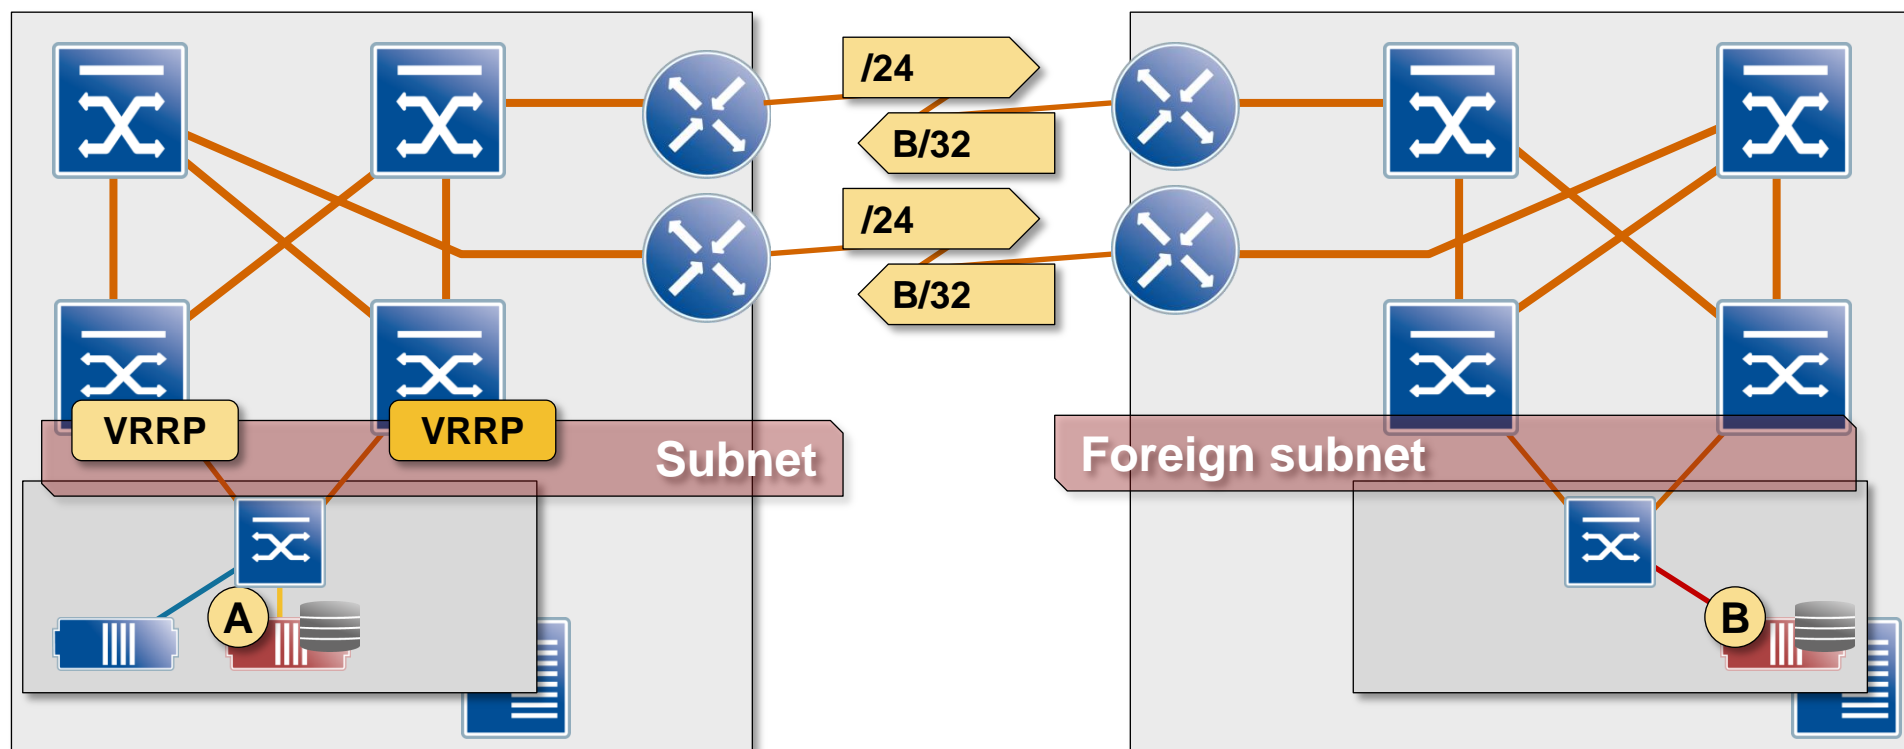 /24
B/32
/24
B/32
VRRP
VRRP
Subnet
Foreign subnet
A
B